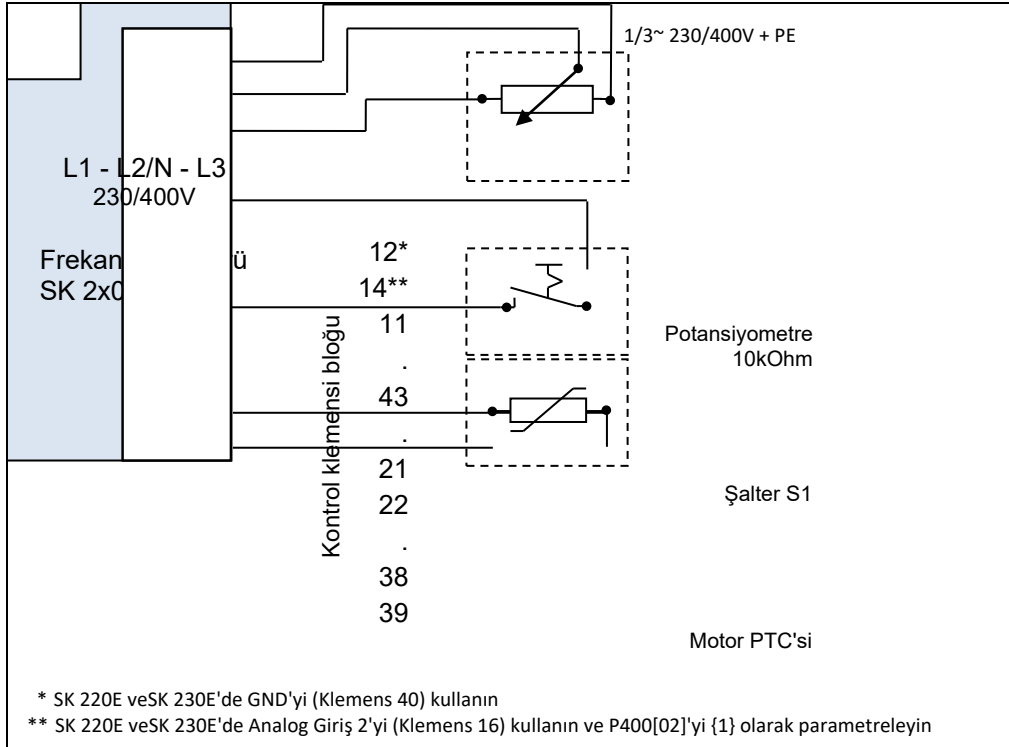 1/3~ 230/400V + PE
L1 - L2/N - L3
230/400V
Frekan ü
SK 2x0
Kontrol klemensi bloğu
12*
14**
11
.
43
.
21
22
.
38
39
Potansiyometre
10kOhm
Şalter S1
Motor PTC'si
* SK 220E veSK 230E'de GND'yi (Klemens 40) kullanın
** SK 220E veSK 230E'de Analog Giriş 2'yi (Klemens 16) kullanın ve P400[02]'yi {1} olarak parametreleyin